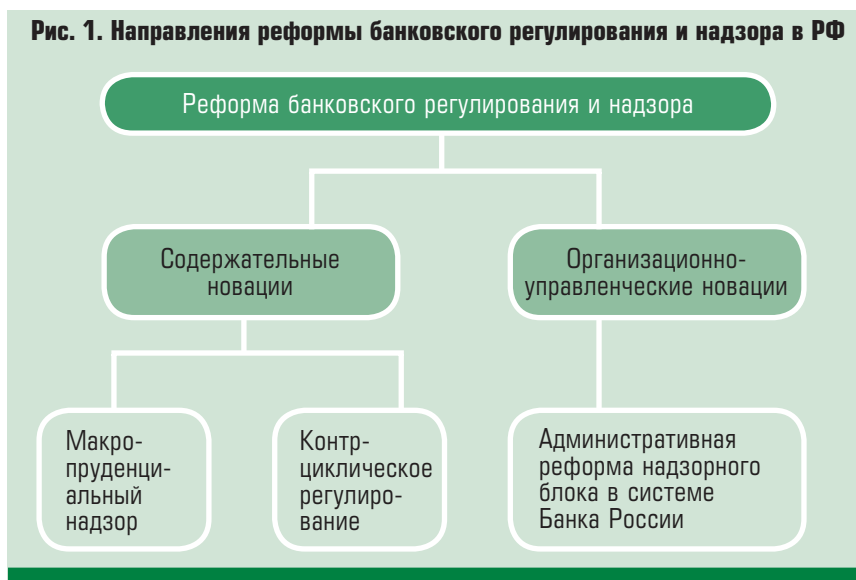 Рис. 1. Направления реформы банковского регулирования и надзора в РФ
Реформа банковского регулирования и надзора
Содержательные
новации
Организационно-
управленческие новации
Макро-
пруденци-
альный
надзор
Контр-
циклическое
регулиро-
вание
Административная
реформа надзорного
блока в системе
Банка России